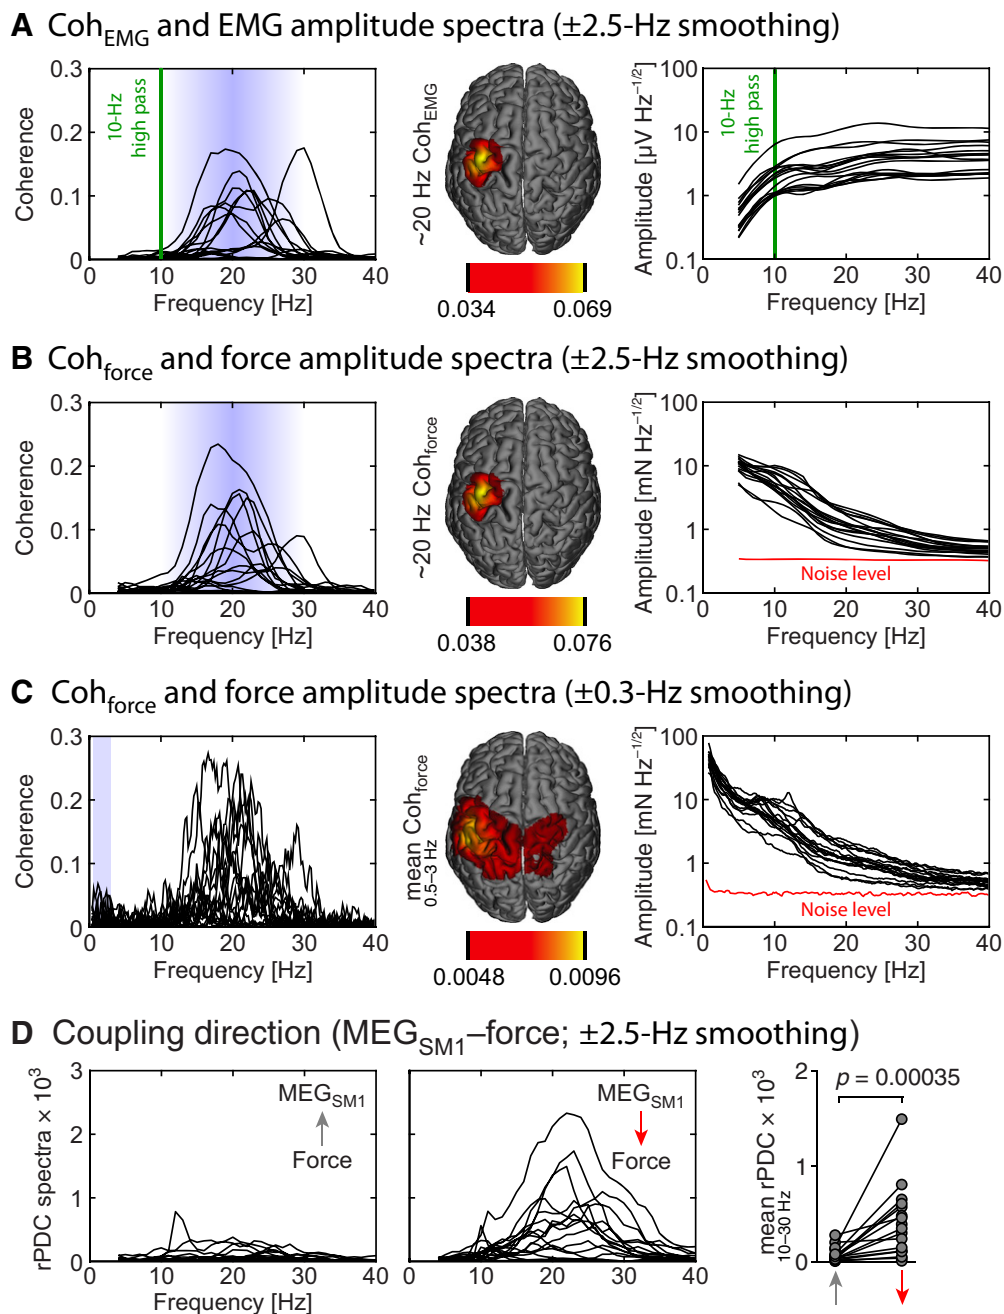 A Coh_EMG and EMG amplitude spectra (±2.5-Hz smoothing)
0.3
0.2
0.1
0
Coherence
10-Hz
high pass
0 10 20 30 40
Frequency [Hz]
~20 Hz Coh_EMG
0.034 0.069
100
10
1
0.1
Amplitude [µV Hz^−1/2]
10-Hz
high pass
0 10 20 30 40
Frequency [Hz]
B Coh_force and force amplitude spectra (±2.5-Hz smoothing)
0.3
0.2
0.1
0
Coherence
0 10 20 30 40
Frequency [Hz]
~20 Hz Coh_force
0.038 0.076
100
10
1
0.1
Amplitude [mN Hz^−1/2]
Noise level
0 10 20 30 40
Frequency [Hz]
C Coh_force and force amplitude spectra (±0.3-Hz smoothing)
0.3
0.2
0.1
0
Coherence
0 10 20 30 40
Frequency [Hz]
mean Coh_force
0.5–3 Hz
0.0048 0.0096
100
10
1
0.1
Amplitude [mN Hz^−1/2]
Noise level
0 10 20 30 40
Frequency [Hz]
D Coupling direction (MEG_SM1–force; ±2.5-Hz smoothing)
3
2
1
0
rPDC spectra × 10³
MEG_SM1
Force
0 10 20 30 40
Frequency [Hz]
MEG_SM1
Force
0 10 20 30 40
2
1
0
mean rPDC × 10³
10–30 Hz
p = 0.00035